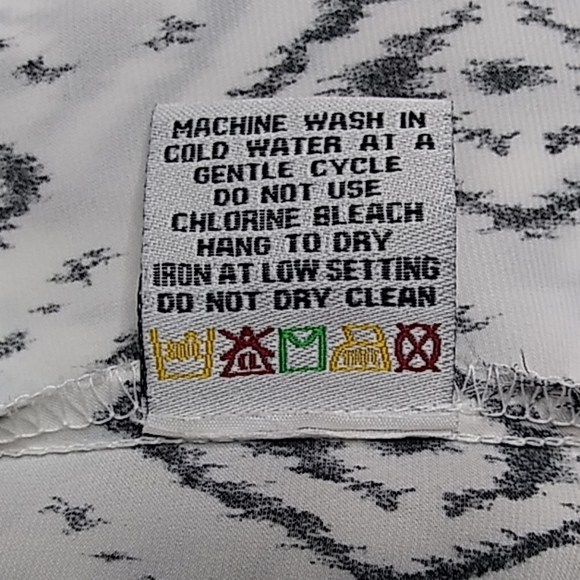 MACHINE WASH IN
COLD WATER AT A
GENTLE CYCLE
DO NOT USE
CHLORINE BLEACH
HANG TO DRY
IRON AT LOW SETTING
DO NOT DRY CLEAN
CL